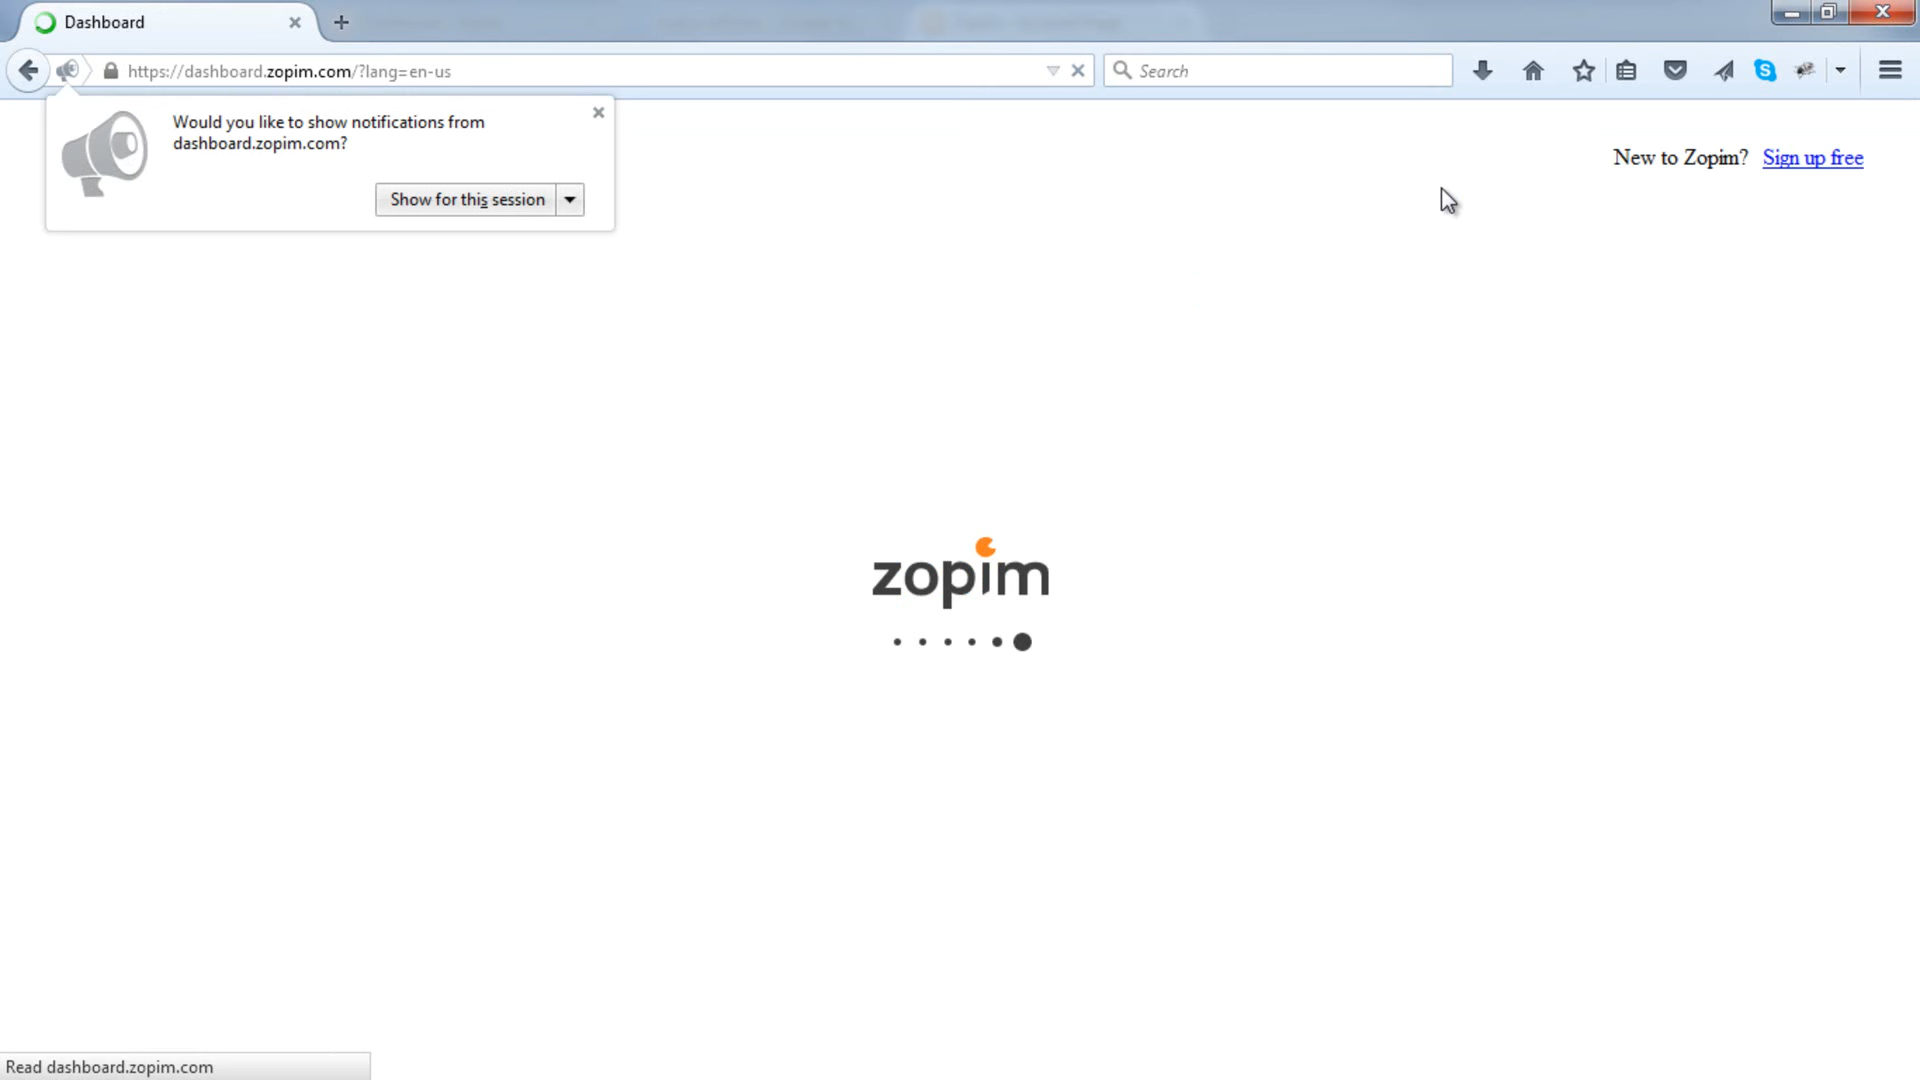 Dashboard
https://dashboard.zopim.com/?lang=en-us
Search
Would you like to show notifications from
dashboard.zopim.com?
Show for this session
New to Zopim? Sign up free
zopim
Read dashboard.zopim.com